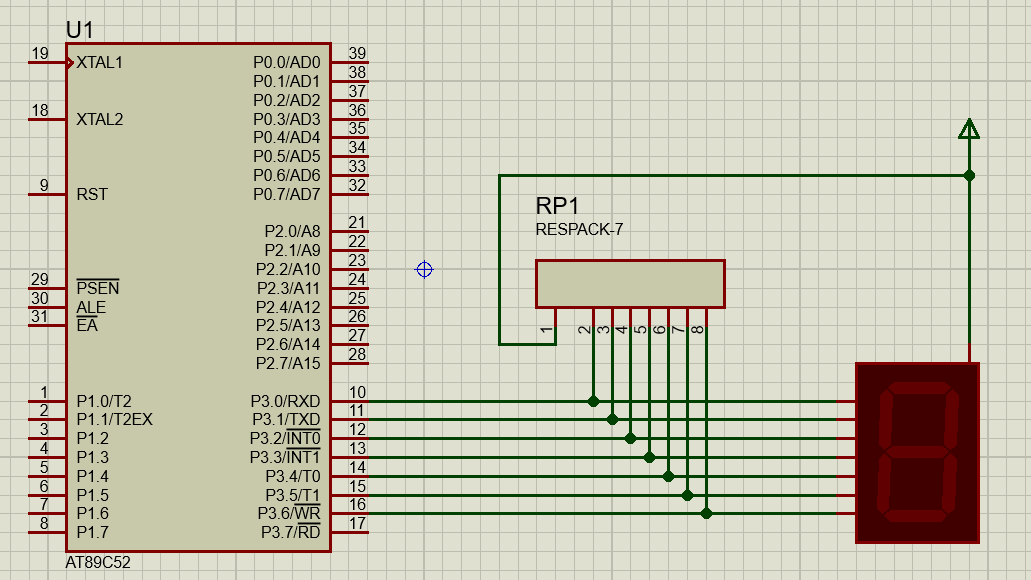 U1
19 XTAL1 P0.0/AD0 39
P0.1/AD1 38
P0.2/AD2 37
18 XTAL2 P0.3/AD3 36
P0.4/AD4 35
P0.5/AD5 34
P0.6/AD6 33
9 RST P0.7/AD7 32
P2.0/A8 21
P2.1/A9 22
P2.2/A10 23
29 PSEN P2.3/A11 24
30 ALE P2.4/A12 25
31 EA P2.5/A13 26
P2.6/A14 27
P2.7/A15 28
1 P1.0/T2 P3.0/RXD 10
2 P1.1/T2EX P3.1/TXD 11
3 P1.2 P3.2/INT0 12
4 P1.3 P3.3/INT1 13
5 P1.4 P3.4/T0 14
6 P1.5 P3.5/T1 15
7 P1.6 P3.6/WR 16
8 P1.7 P3.7/RD 17
AT89C52
RP1
RESPACK-7
1 2 3 4 5 6 7 8